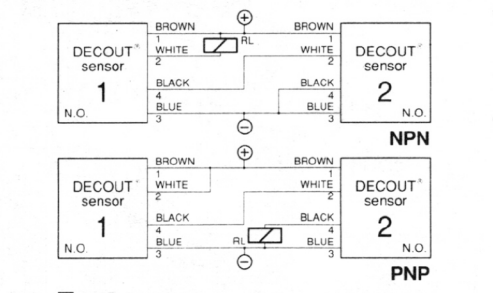 ⊕
BROWN BROWN
1 RL 1
DECOUT* WHITE WHITE DECOUT*
sensor 2 2 sensor
1 BLACK BLACK 2
4 4
N.O. BLUE BLUE N.O.
3 3
⊖
NPN
⊕
BROWN BROWN
1 1
DECOUT* WHITE WHITE DECOUT*
sensor 2 2 sensor
1 BLACK BLACK 2
4 4
N.O. BLUE RL BLUE N.O.
3 3
⊖
PNP